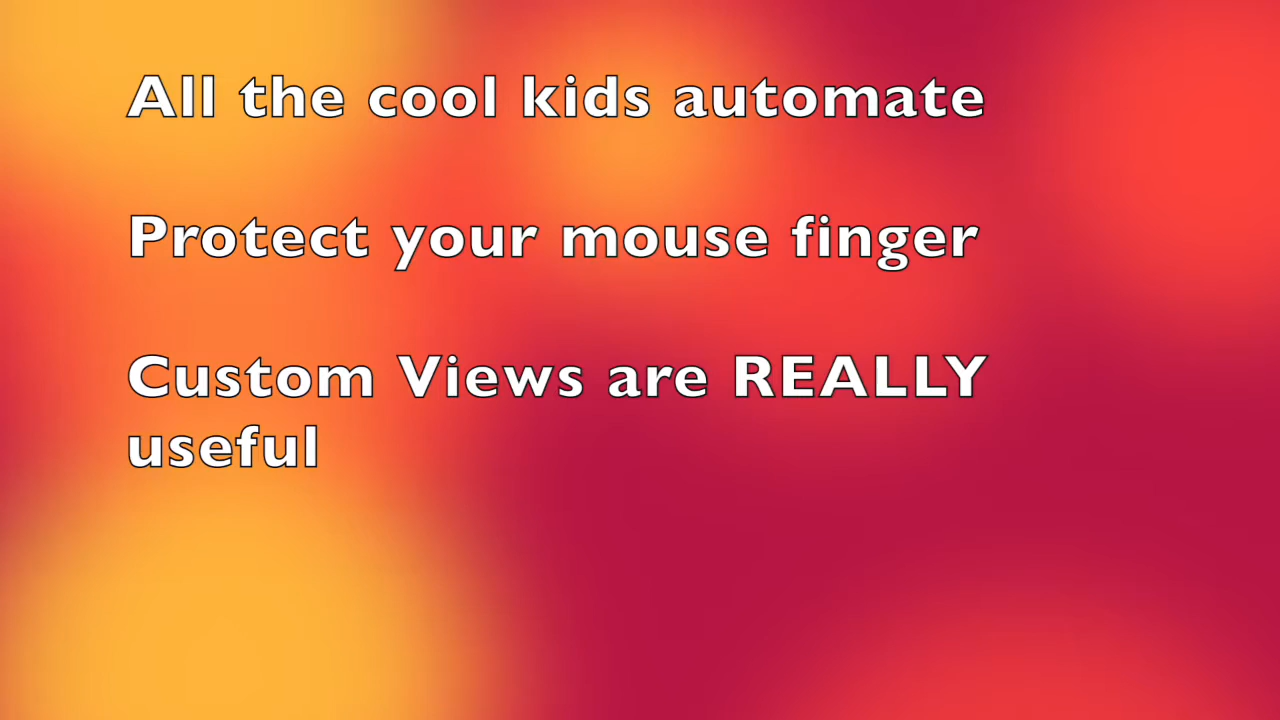 All the cool kids automate
Protect your mouse finger
Custom Views are REALLY
useful